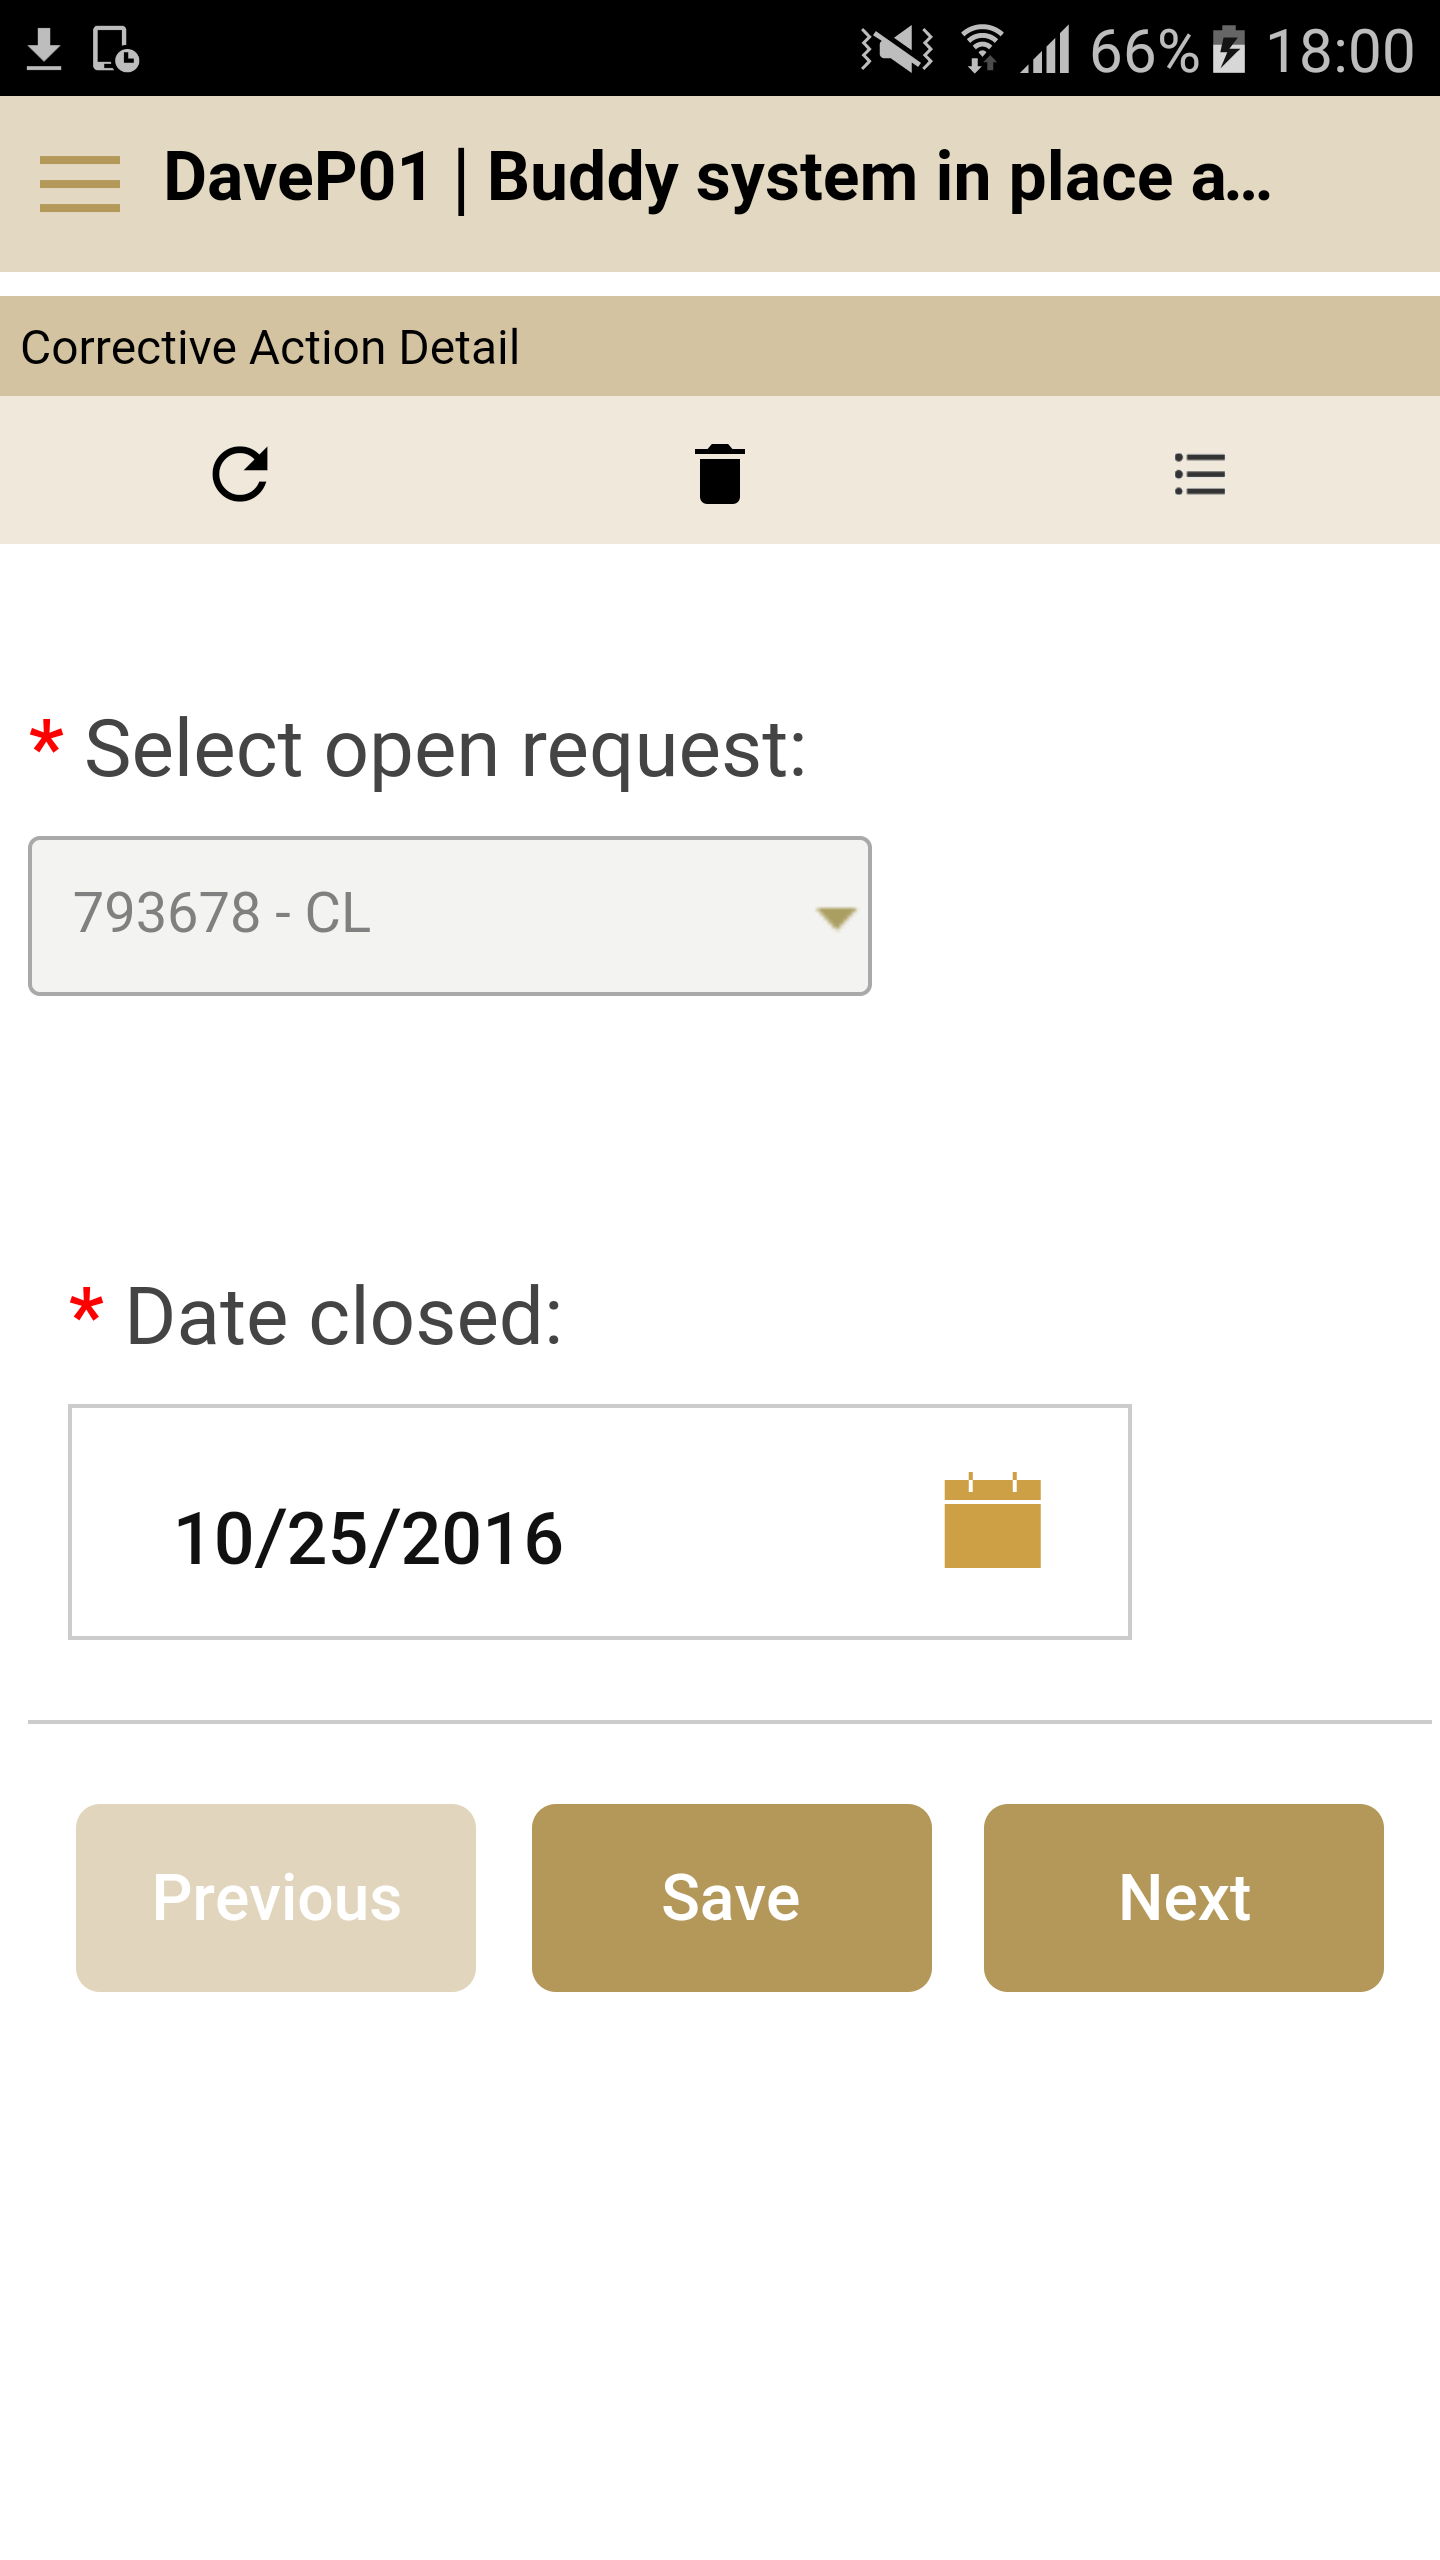 66% 18:00
DaveP01 | Buddy system in place a...
Corrective Action Detail
* Select open request:
793678 - CL
* Date closed:
10/25/2016
Previous Save Next